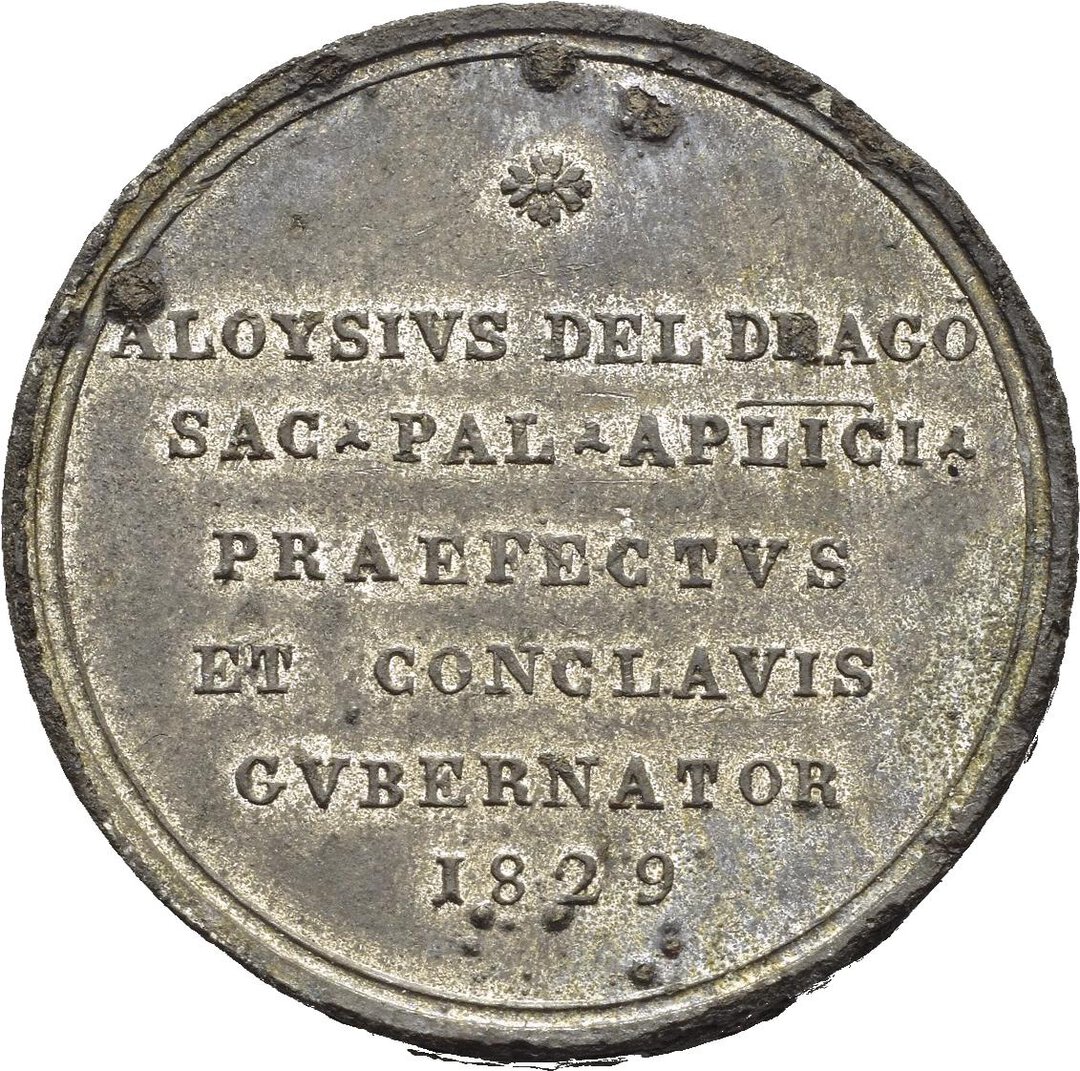 ALOYSIVS DEL DRAGO
SAC PAL APLICI
PRAEFECTVS
ET CONCLAVIS
GVBERNATOR
1829